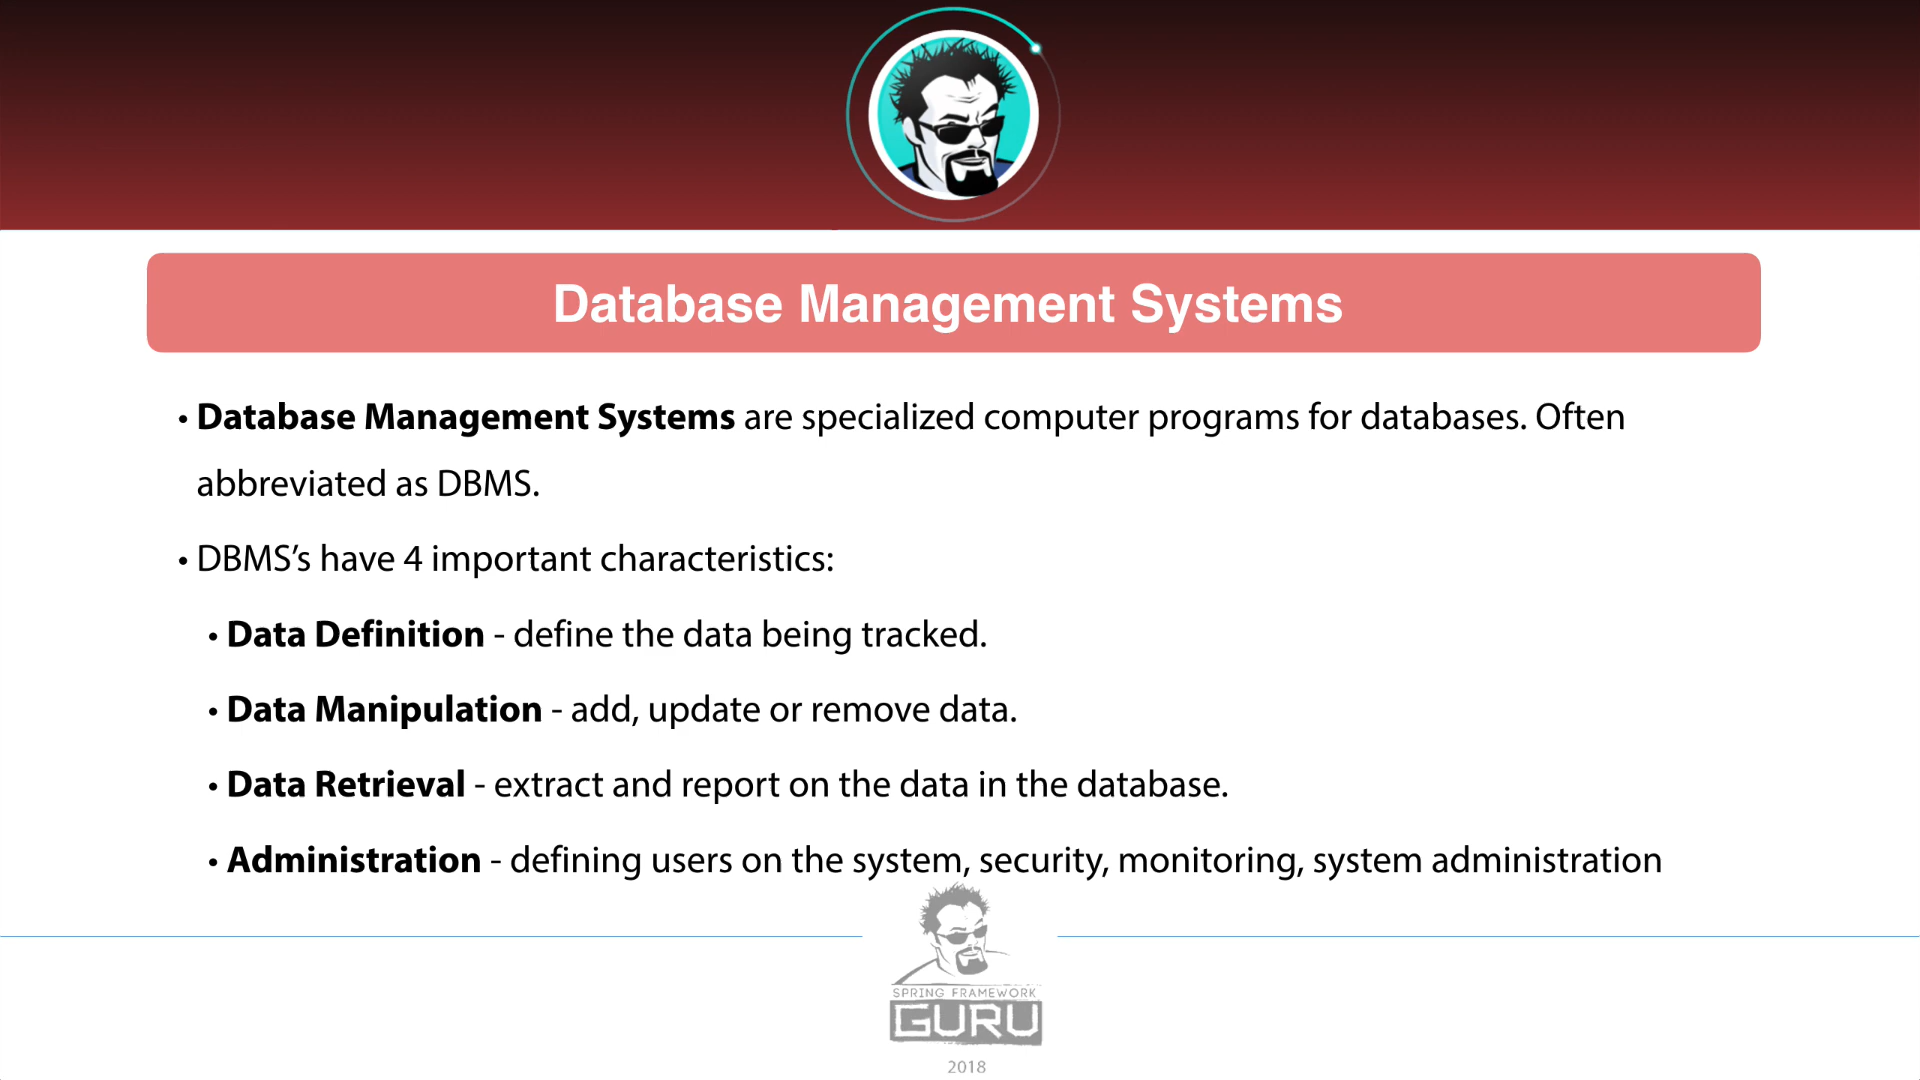 Database Management Systems
• Database Management Systems are specialized computer programs for databases. Often
abbreviated as DBMS.
• DBMS’s have 4 important characteristics:
• Data Definition - define the data being tracked.
• Data Manipulation - add, update or remove data.
• Data Retrieval - extract and report on the data in the database.
• Administration - defining users on the system, security, monitoring, system administration
SPRING FRAMEWORK
GURU
2018